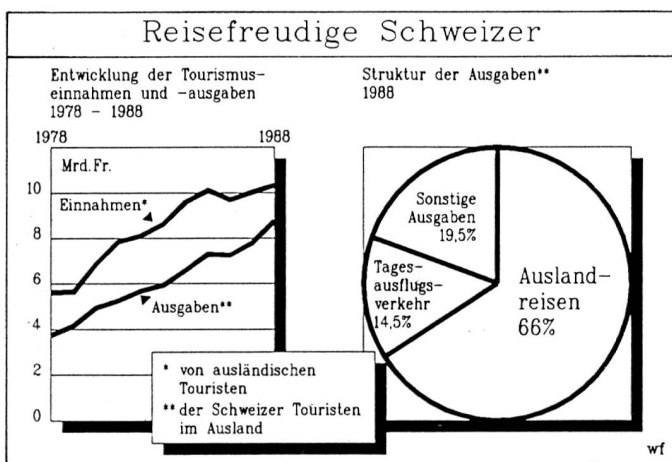 Reisefreudige Schweizer
Entwicklung der Tourismus-
einnahmen und -ausgaben
1978 - 1988
1978
1988
Mrd.Fr.
10
8
6
4
2
0
Einnahmen*
Ausgaben**
* von ausländischen
Touristen
** der Schweizer Touristen
im Ausland
Struktur der Ausgaben**
1988
Sonstige
Ausgaben
19,5%
Tages-
ausflugs-
verkehr
14,5%
Ausland-
reisen
66%
wf